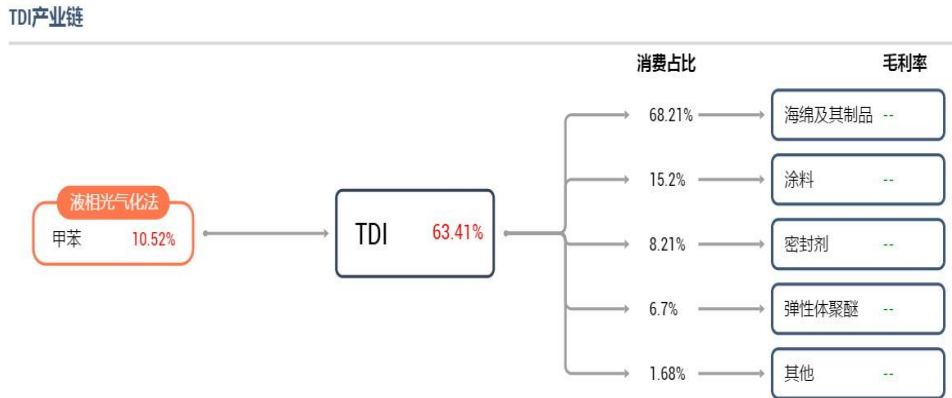 TDI产业链
消费占比 毛利率
68.21% 海绵及其制品 --
15.2% 涂料 --
液相光气化法
甲苯 10.52%
TDI 63.41%
8.21% 密封剂 --
6.7% 弹性体聚醚 --
1.68% 其他 --